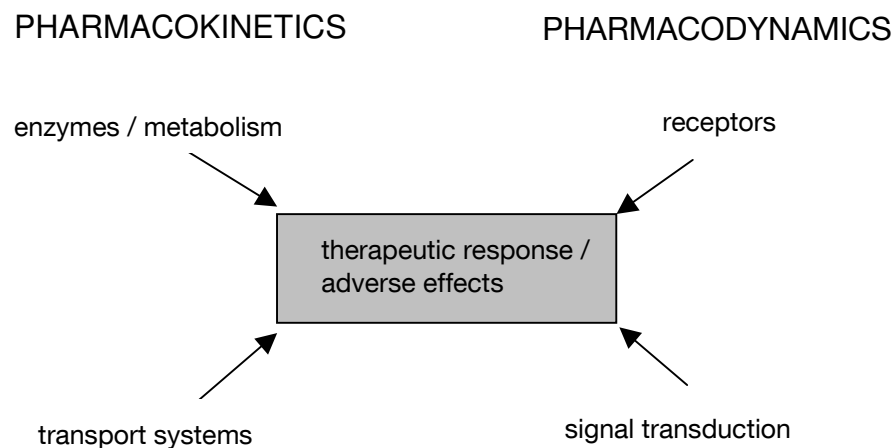 PHARMACOKINETICS
PHARMACODYNAMICS
enzymes / metabolism
receptors
therapeutic response /
adverse effects
transport systems
signal transduction